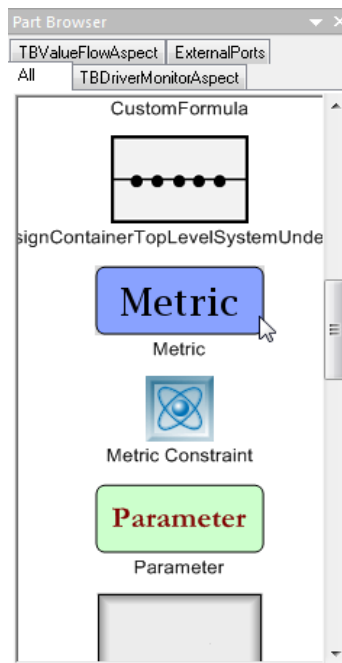 Part Browser
TBValueFlowAspect ExternalPorts
All TBDriverMonitorAspect
CustomFormula
signContainerTopLevelSystemUnde
Metric
Metric
Metric Constraint
Parameter
Parameter